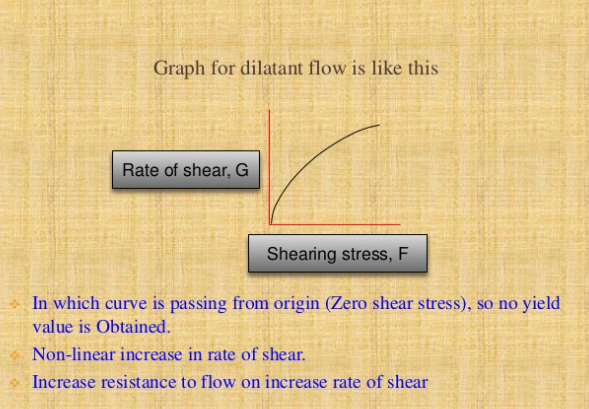 Graph for dilatant flow is like this
Rate of shear, G
Shearing stress, F
In which curve is passing from origin (Zero shear stress), so no yield
value is Obtained.
Non-linear increase in rate of shear.
Increase resistance to flow on increase rate of shear